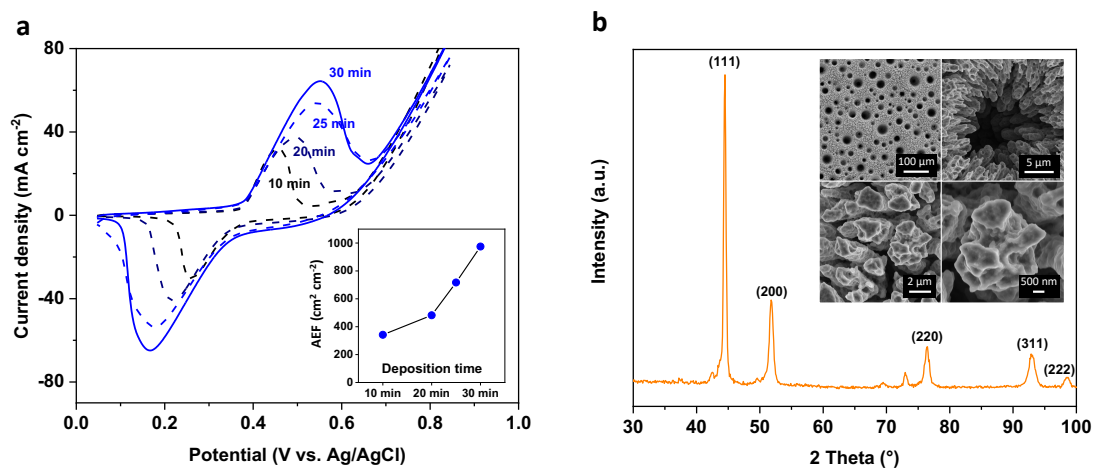 a
80
40
0
-40
-80
Current density (mA cm⁻²)
30 min
25 min
20 min
10 min
1000
800
600
400
200
0
AEF (cm² cm⁻²)
Deposition time
10 min 20 min 30 min
0.0 0.2 0.4 0.6 0.8 1.0
Potential (V vs. Ag/AgCl)
b
Intensity (a.u.)
(111)
(200)
(220)
(311)
(222)
100 µm
5 µm
2 µm
500 nm
30 40 50 60 70 80 90 100
2 Theta (°)